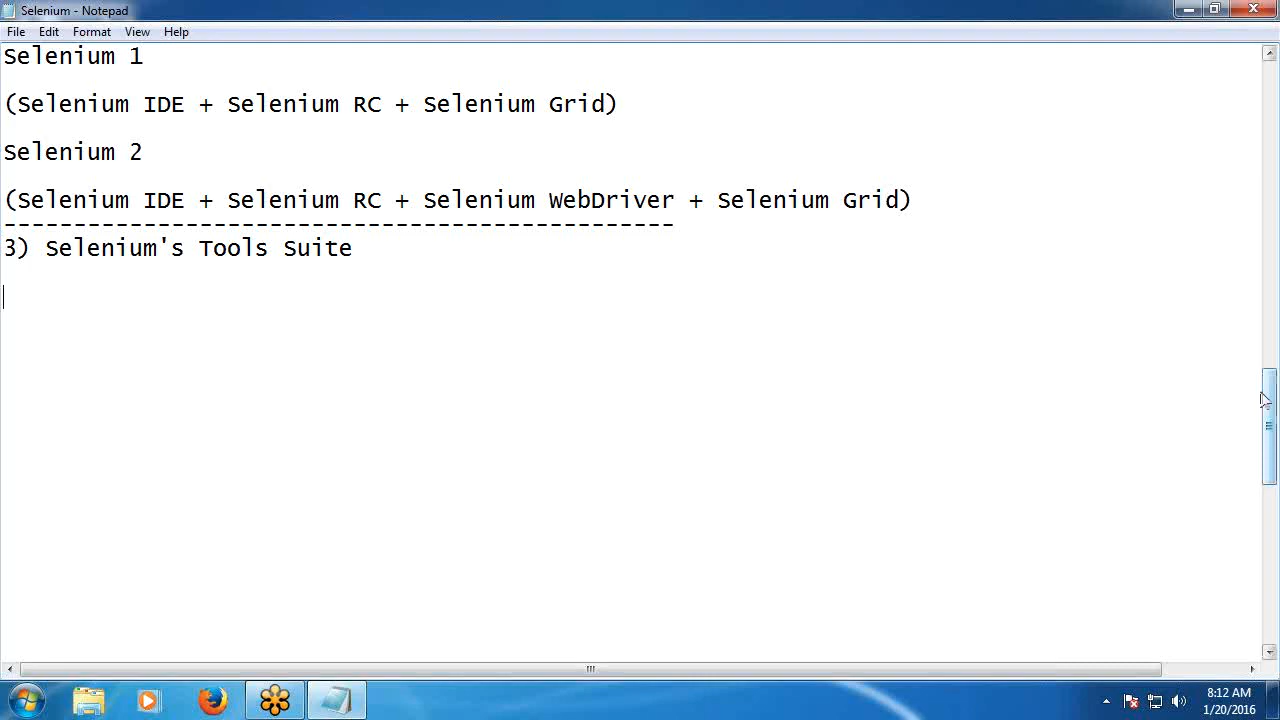 Selenium - Notepad
File Edit Format View Help
Selenium 1
(Selenium IDE + Selenium RC + Selenium Grid)
Selenium 2
(Selenium IDE + Selenium RC + Selenium WebDriver + Selenium Grid)
------------------------------------------------
3) Selenium's Tools Suite
8:12 AM
1/20/2016